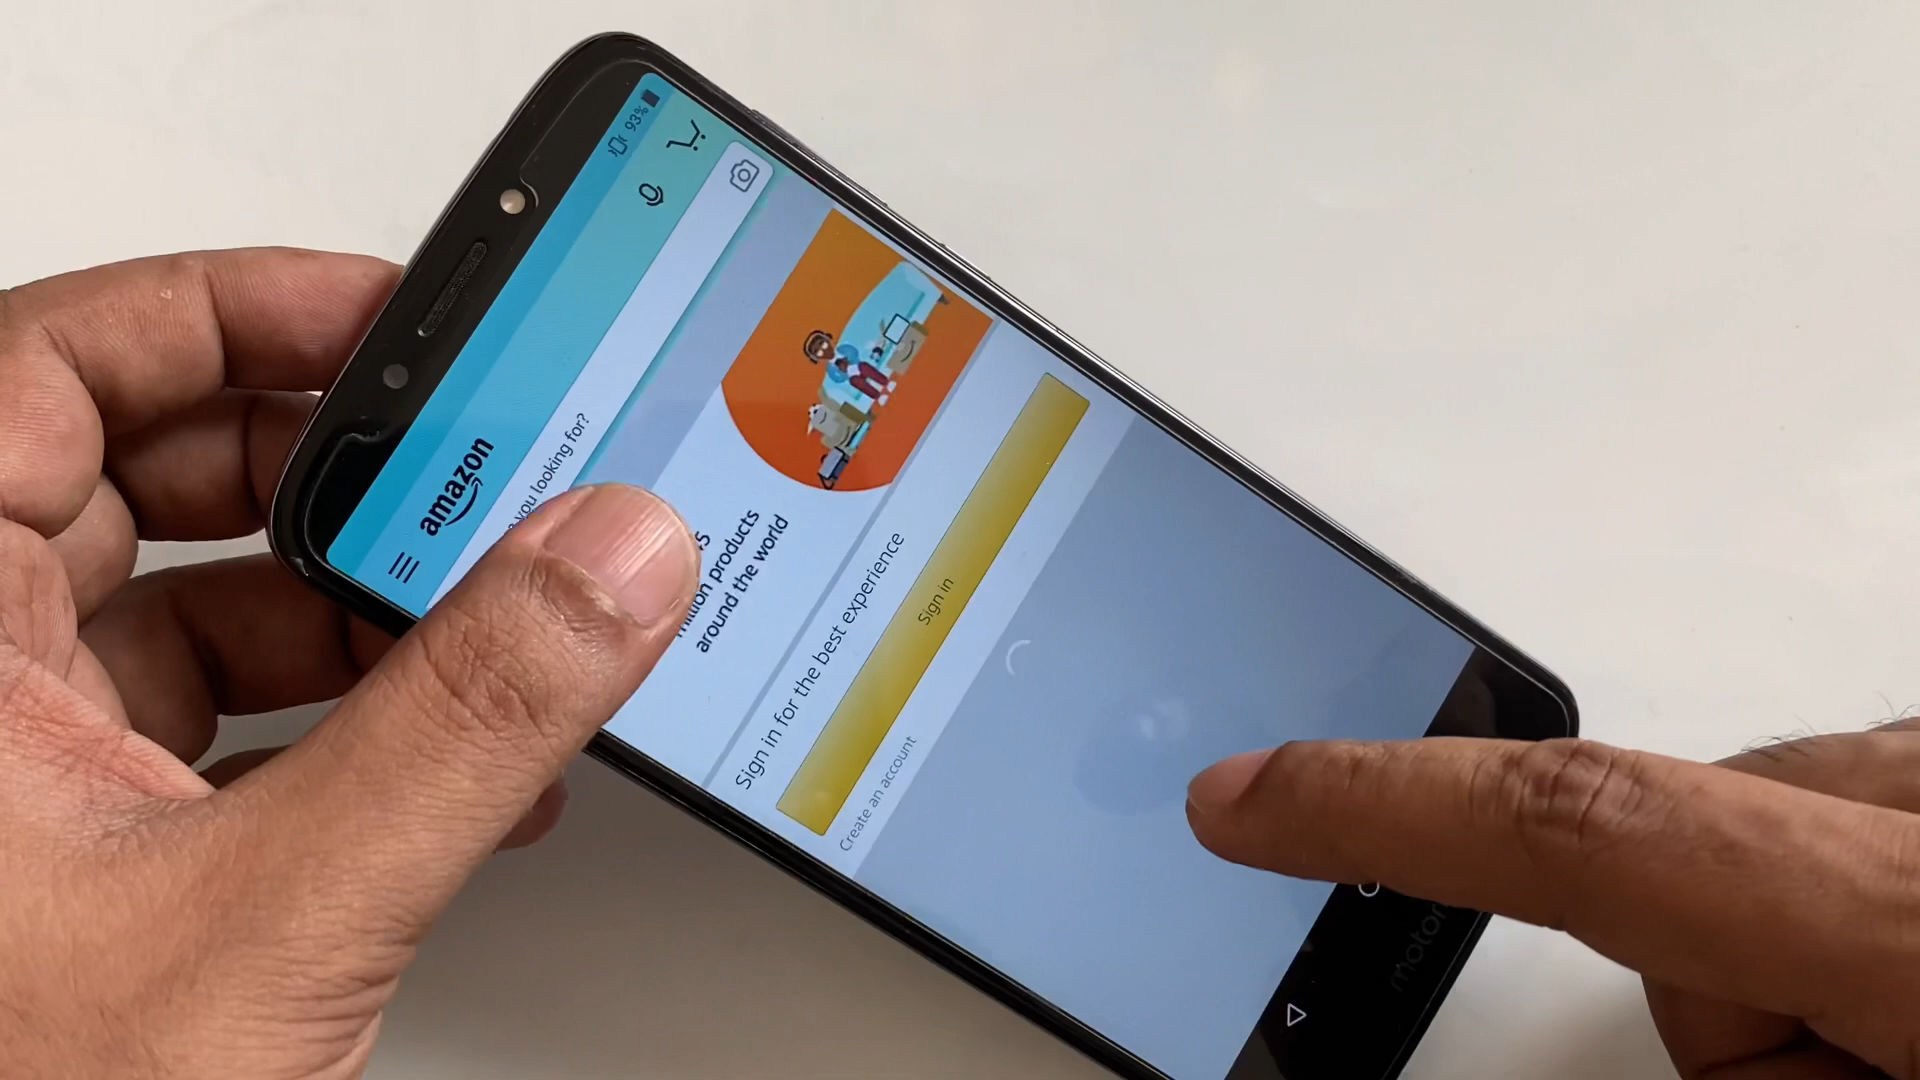 93%
amazon
you looking for?
million products
around the world
Sign in for the best experience
Sign in
Create an account